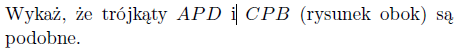 Wykaż, że trójkąty APD i CPB (rysunek obok) są
podobne.